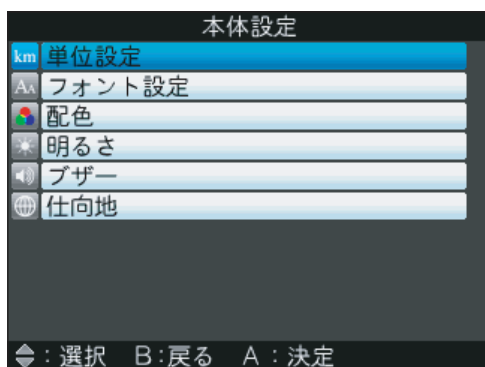 本体設定
km 単位設定
AA フォント設定
配色
明るさ
ブザー
仕向地
：選択 B：戻る A：決定